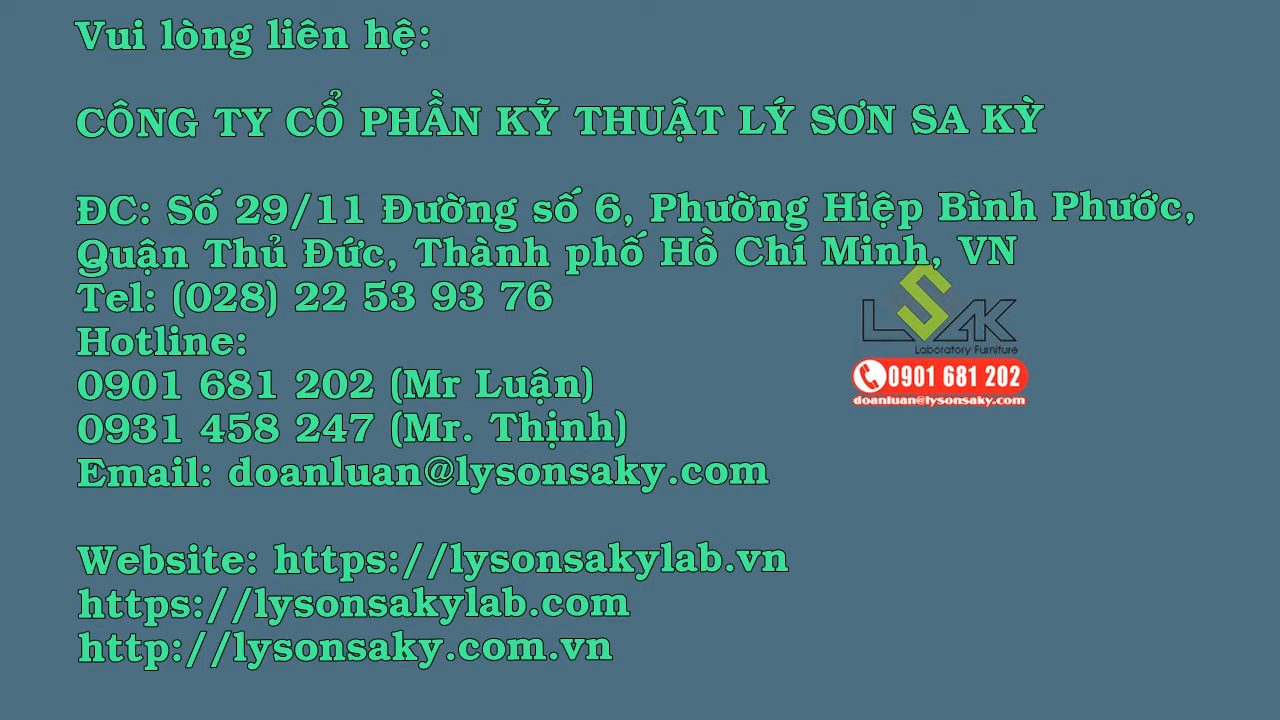 Vui lòng liên hệ:
CÔNG TY CỔ PHẦN KỸ THUẬT LÝ SƠN SA KỲ
ĐC: Số 29/11 Đường số 6, Phường Hiệp Bình Phước,
Quận Thủ Đức, Thành phố Hồ Chí Minh, VN
Tel: (028) 22 53 93 76
Hotline:
0901 681 202 (Mr Luận)
0931 458 247 (Mr. Thịnh)
Email: doanluan@lysonsaky.com
Website: https://lysonsakylab.vn
https://lysonsakylab.com
http://lysonsaky.com.vn
LSAK
Laboratory Furniture
0901 681 202
doanluan@lysonsaky.com